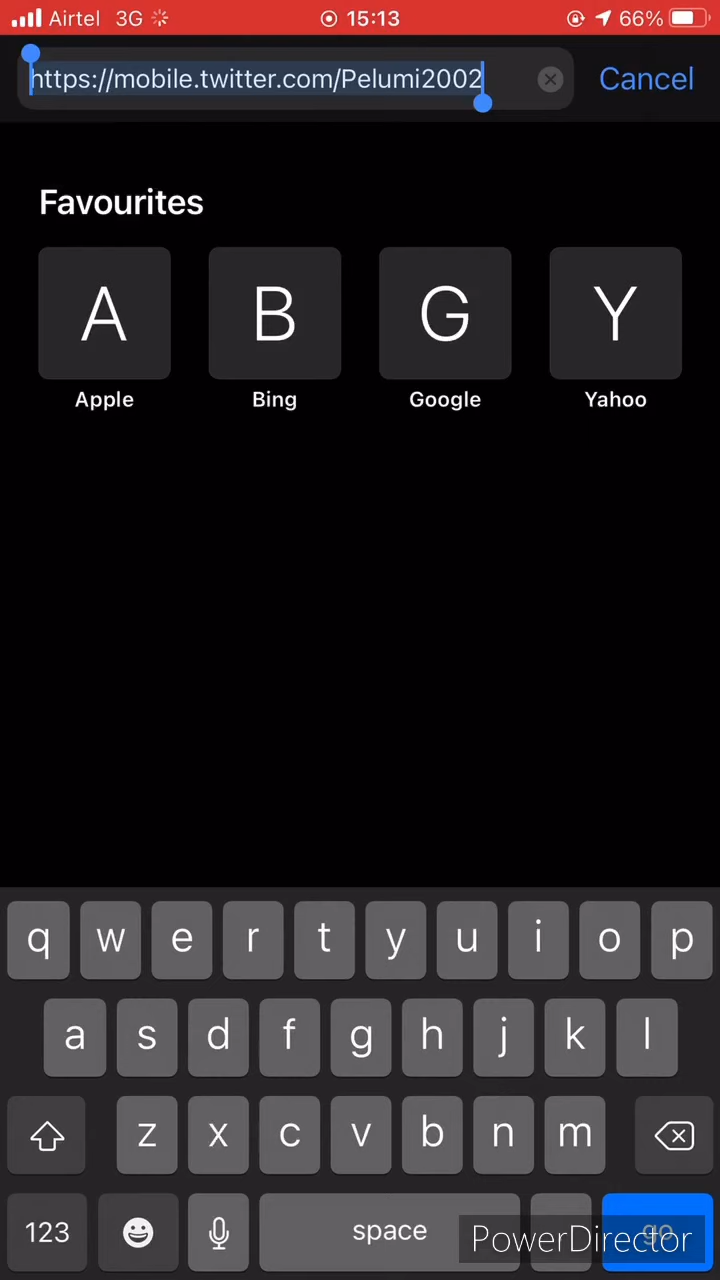 Airtel 3G 15:13 66%
https://mobile.twitter.com/Pelumi2002 Cancel
Favourites
A B G Y
Apple Bing Google Yahoo
q w e r t y u i o p
a s d f g h j k l
z x c v b n m
123 space go
PowerDirector